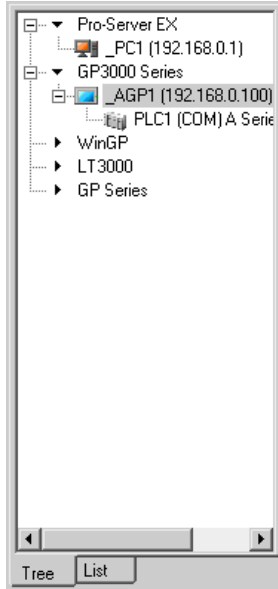 Pro-Server EX
_PC1 (192.168.0.1)
GP3000 Series
_AGP1 (192.168.0.100)
PLC1 (COM) A Serie
WinGP
LT3000
GP Series
Tree List